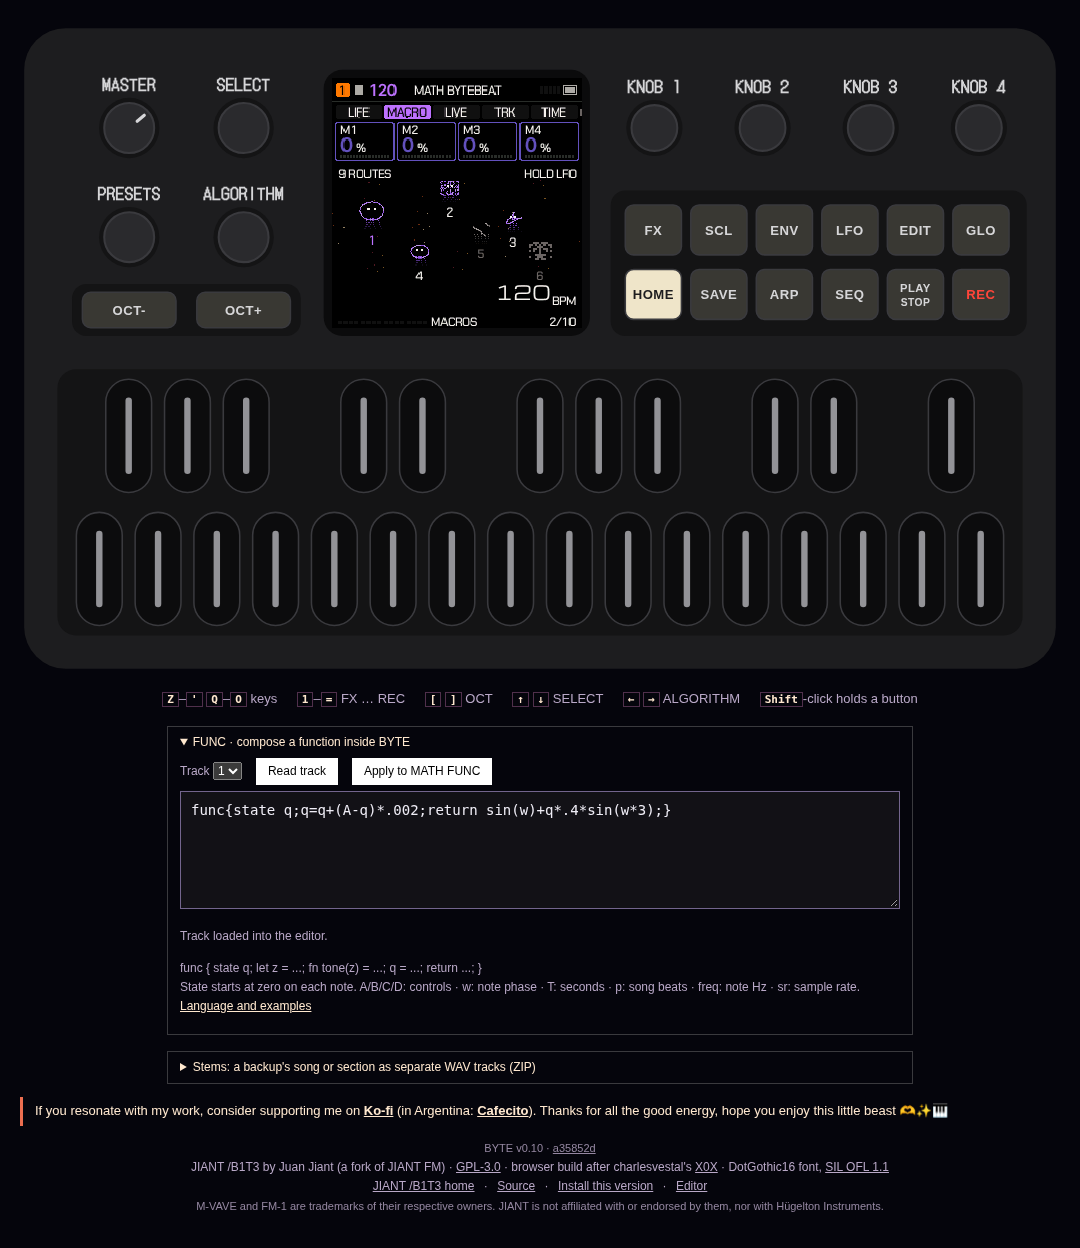 MASTER SELECT
PRESETS ALGORITHM
OCT- OCT+
1 120 MATH BYTEBEAT
LIFE MACRO LIVE TRK TIME
M1 M2 M3 M4
0 % 0 % 0 % 0 %
9 ROUTES HOLD LFO
1 2 3 4 5 6
120 BPM
MACROS 2/10
KNOB 1 KNOB 2 KNOB 3 KNOB 4
FX SCL ENV LFO EDIT GLO
HOME SAVE ARP SEQ PLAY STOP REC
Z–' Q–O keys 1–= FX … REC [ ] OCT ↑ ↓ SELECT ← → ALGORITHM Shift-click holds a button
▼ FUNC · compose a function inside BYTE
Track 1 Read track Apply to MATH FUNC
func{state q;q=q+(A-q)*.002;return sin(w)+q*.4*sin(w*3);}
Track loaded into the editor.
func { state q; let z = ...; fn tone(z) = ...; q = ...; return ...; }
State starts at zero on each note. A/B/C/D: controls · w: note phase · T: seconds · p: song beats · freq: note Hz · sr: sample rate.
Language and examples
▶ Stems: a backup's song or section as separate WAV tracks (ZIP)
If you resonate with my work, consider supporting me on Ko-fi (in Argentina: Cafecito). Thanks for all the good energy, hope you enjoy this little beast 🫶✨🎹
BYTE v0.10 · a35852d
JIANT /B1T3 by Juan Jiant (a fork of JIANT FM) · GPL-3.0 · browser build after charlesvestal's X0X · DotGothic16 font, SIL OFL 1.1
JIANT /B1T3 home · Source · Install this version · Editor
M-VAVE and FM-1 are trademarks of their respective owners. JIANT is not affiliated with or endorsed by them, nor with Hügelton Instruments.